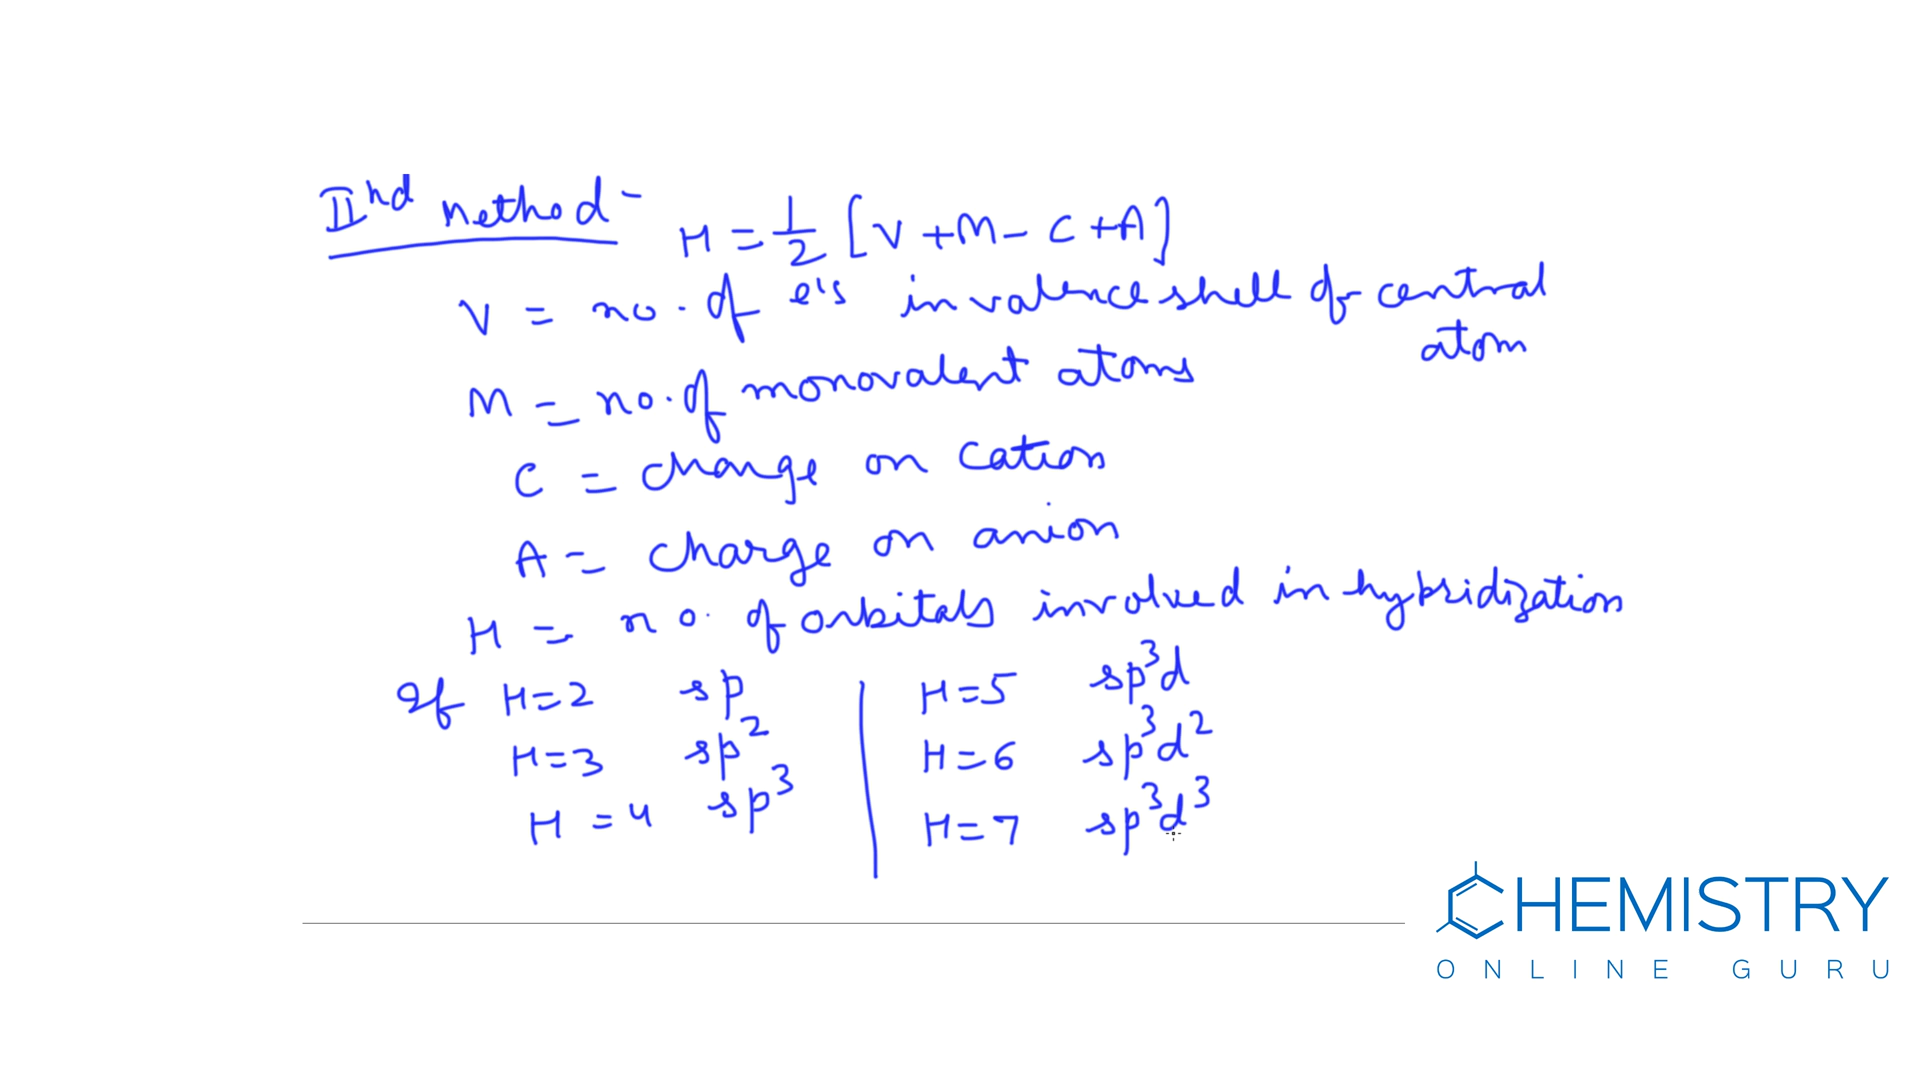 IInd method -
H = 1/2 [V + M - C + A]
V = no. of e's in valence shell of central
atom
M = no. of monovalent atoms
C = charge on cation
A = charge on anion
H = no. of orbitals involved in hybridization
If H=2 sp | H=5 sp³d
H=3 sp² | H=6 sp³d²
H=4 sp³ | H=7 sp³d³
CHEMISTRY
ONLINE GURU